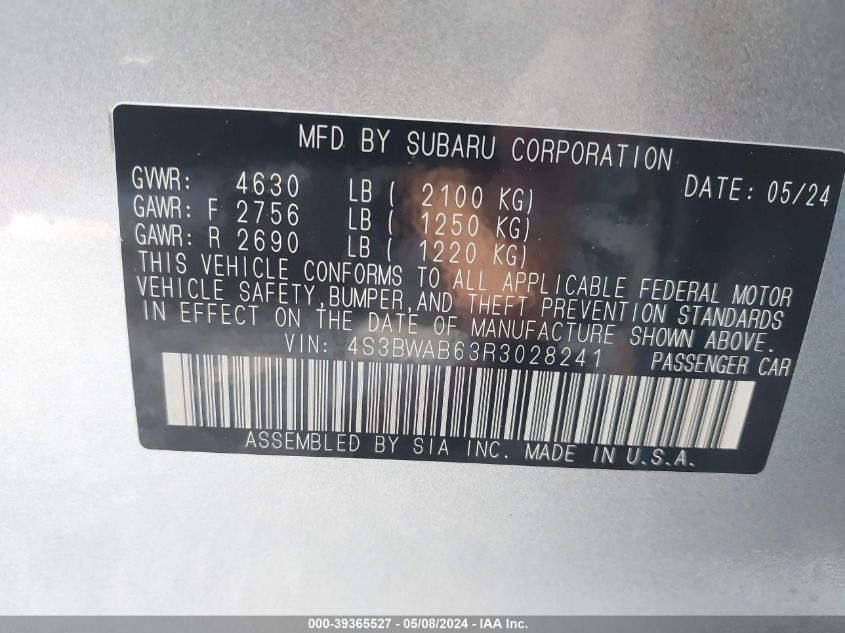 MFD BY SUBARU CORPORATION
GVWR: 4630 LB ( 2100 KG) DATE: 05/24
GAWR: F 2756 LB ( 1250 KG)
GAWR: R 2690 LB ( 1220 KG)
THIS VEHICLE CONFORMS TO ALL APPLICABLE FEDERAL MOTOR
VEHICLE SAFETY,BUMPER,AND THEFT PREVENTION STANDARDS
IN EFFECT ON THE DATE OF MANUFACTURE SHOWN ABOVE.
VIN: 4S3BWAB63R3028241 PASSENGER CAR
ASSEMBLED BY SIA INC. MADE IN U.S.A.
000-39365527 - 05/08/2024 - IAA Inc.